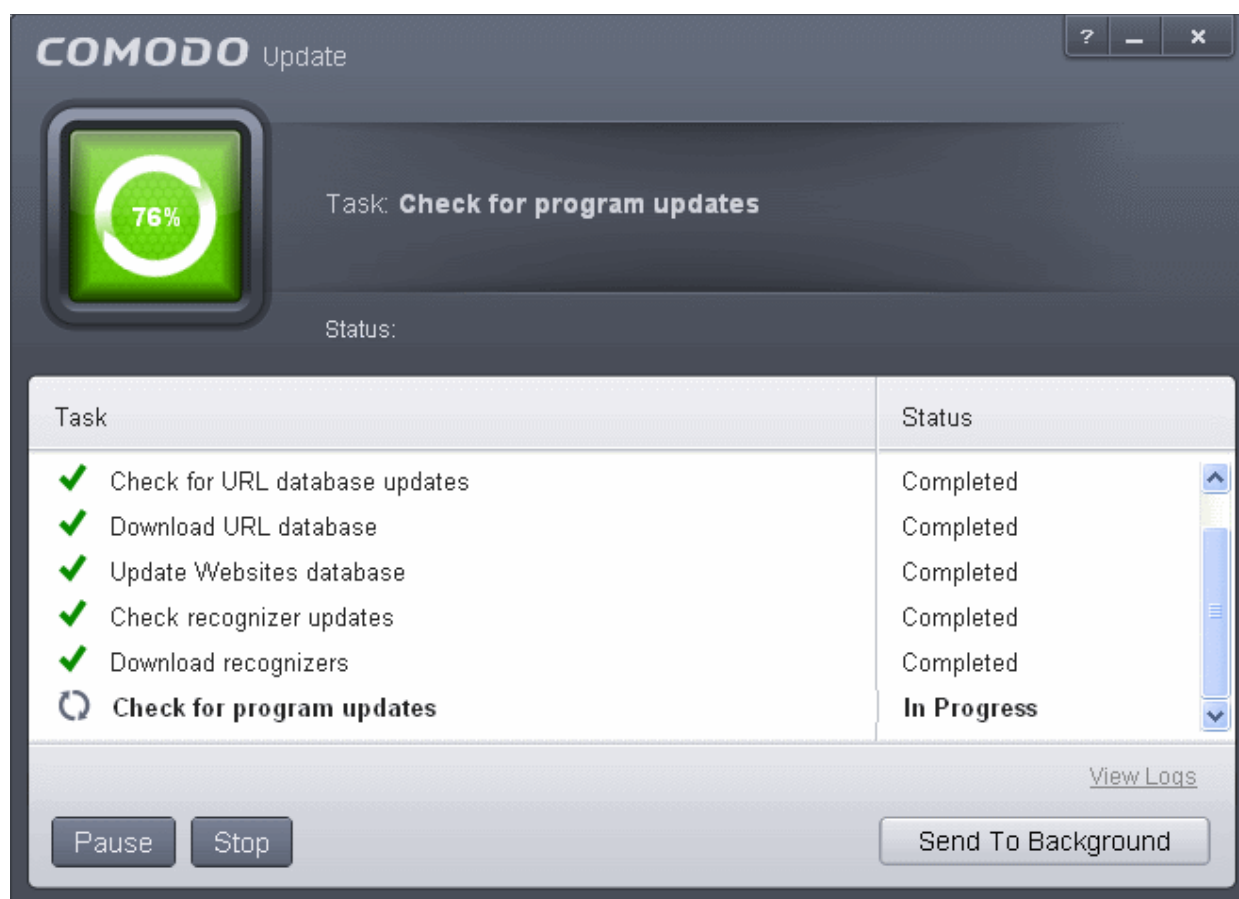 COMODO Update
? – ×
76%
Task: Check for program updates
Status:
Task Status
Check for URL database updates Completed
Download URL database Completed
Update Websites database Completed
Check recognizer updates Completed
Download recognizers Completed
Check for program updates In Progress
View Logs
Pause Stop Send To Background